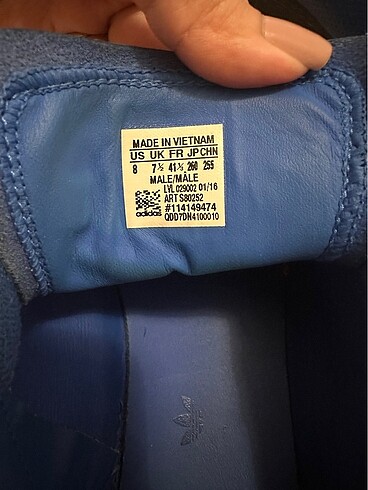 MADE IN VIETNAM
US UK FR JP CHN
8 7½ 41⅓ 260 255
MALE/MÂLE
LVL 029002 01/16
ART S80252
#114149474
QDD7DH4100010
adidas